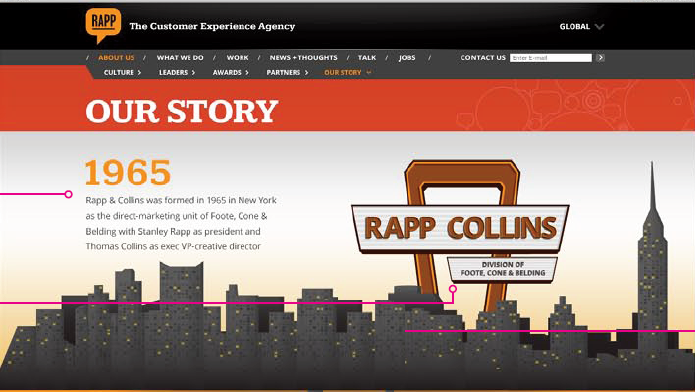 RAPP
The Customer Experience Agency
GLOBAL
/ ABOUT US / WHAT WE DO / WORK / NEWS + THOUGHTS / TALK / JOBS / CONTACT US Enter E-mail
CULTURE > LEADERS > AWARDS > PARTNERS > OUR STORY
OUR STORY
1965
Rapp & Collins was formed in 1965 in New York
as the direct-marketing unit of Foote, Cone &
Belding with Stanley Rapp as president and
Thomas Collins as exec VP-creative director
RAPP COLLINS
DIVISION OF
FOOTE, CONE & BELDING